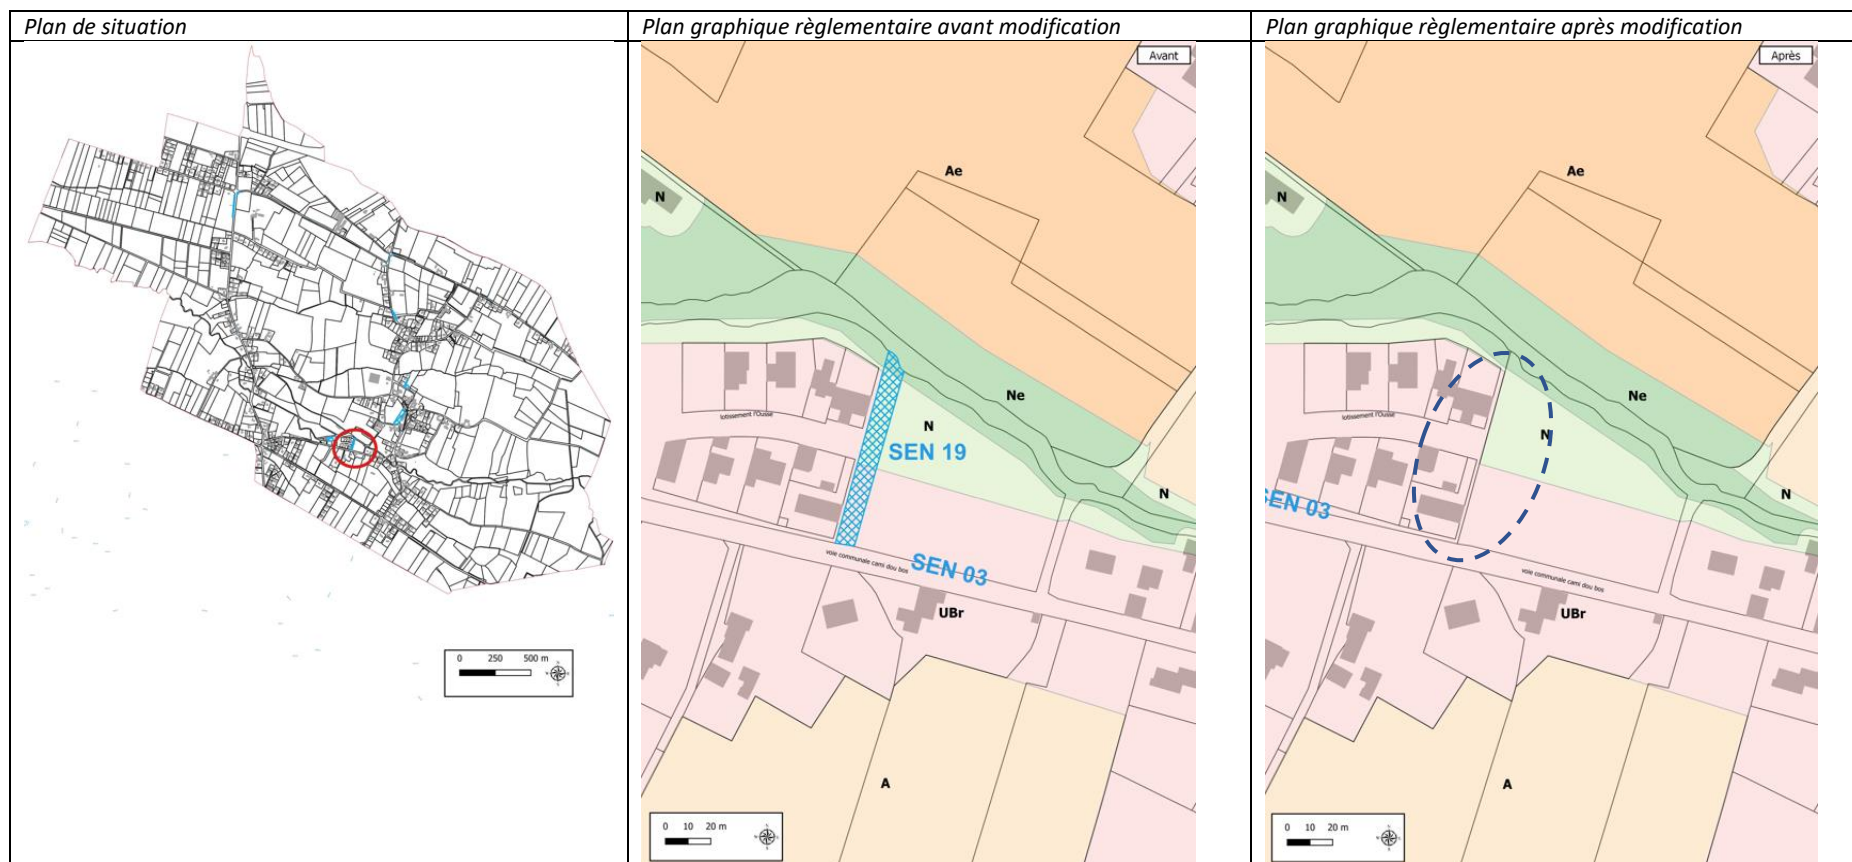 Plan de situation
Plan graphique règlementaire avant modification
Plan graphique règlementaire après modification
0 250 500 m
Avant
Ae
N
Ne
lotissement l'Ousse
N
SEN 19
N
voie communale cami dou bos
SEN 03
UBr
A
0 10 20 m
Après
Ae
N
Ne
lotissement l'Ousse
N
N
SEN 03
voie communale cami dou bos
UBr
A
0 10 20 m